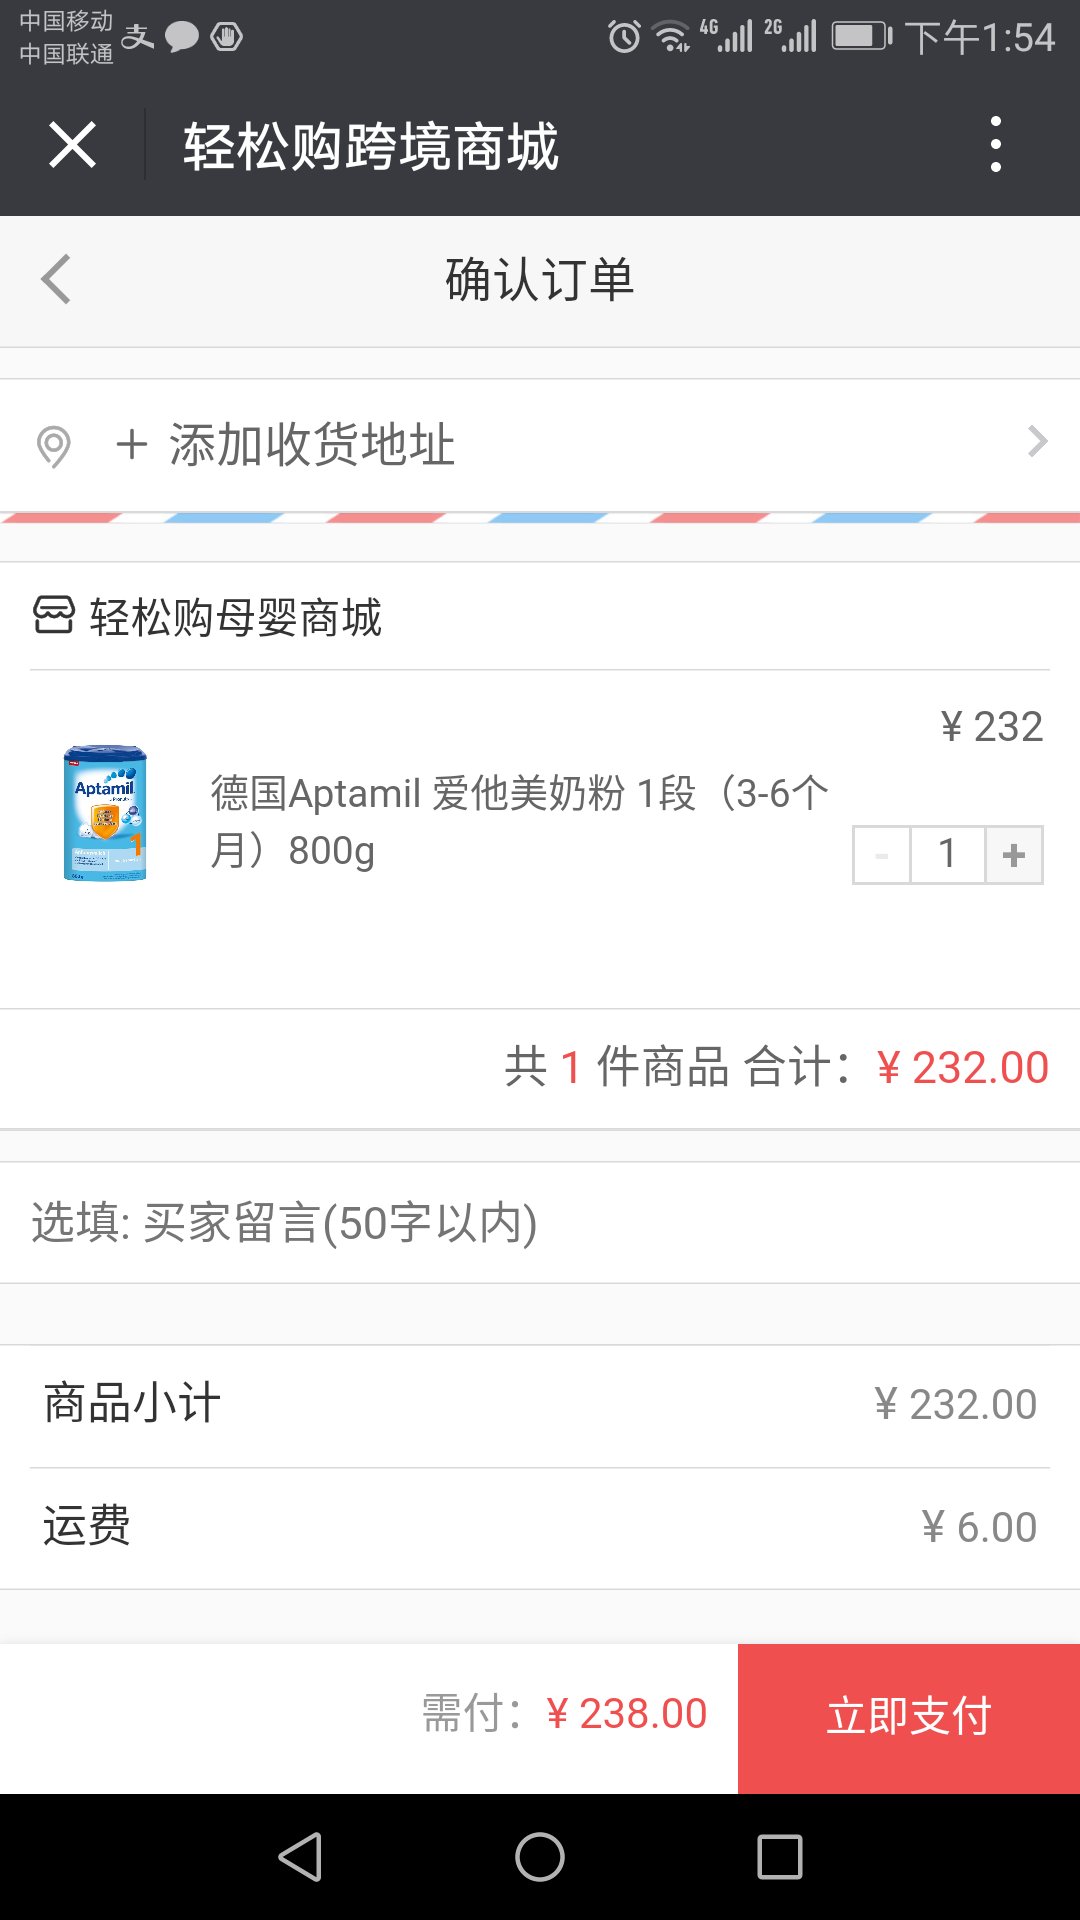 中国移动
中国联通
4G
2G
下午1:54
轻松购跨境商城
确认订单
+ 添加收货地址
轻松购母婴商城
¥ 232
Aptamil
1
德国Aptamil 爱他美奶粉 1段（3-6个
月）800g
- 1 +
共 1 件商品 合计：¥ 232.00
选填: 买家留言(50字以内)
商品小计
¥ 232.00
运费
¥ 6.00
需付：¥ 238.00
立即支付